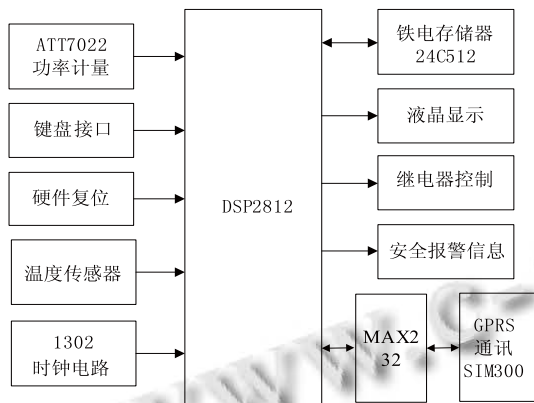 ATT7022
功率计量
键盘接口
硬件复位
温度传感器
1302
时钟电路
DSP2812
铁电存储器
24C512
液晶显示
继电器控制
安全报警信息
MAX2
32
GPRS
通讯
SIM300
www.c-